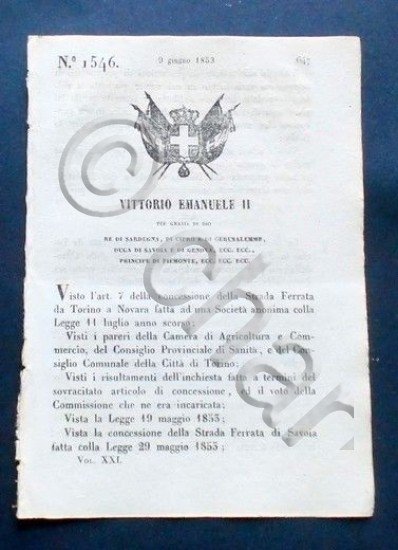 N.º 1546.
9 giugno 1853
647
VITTORIO EMANUELE II
PER GRAZIA DI DIO
RE DI SARDEGNA, DI CIPRO E DI GERUSALEMME,
DUCA DI SAVOIA E DI GENOVA, ECC. ECC.,
PRINCIPE DI PIEMONTE, ECC. ECC. ECC.
Visto l'art. 7 della concessione della Strada Ferrata
da Torino a Novara fatta ad una Società anonima colla
Legge 11 luglio anno scorso;
Visti i pareri della Camera di Agricoltura e Com-
mercio, del Consiglio Provinciale di Sanità, e del Con-
siglio Comunale della Città di Torino;
Visti i risultamenti dell'inchiesta fatta a termini del
sovracitato articolo di concessione, ed il voto della
Commissione che ne era incaricata;
Vista la Legge 19 maggio 1853;
Vista la concessione della Strada Ferrata di Savoia
fatta colla Legge 29 maggio 1853;
Vol. XXI.
© Char